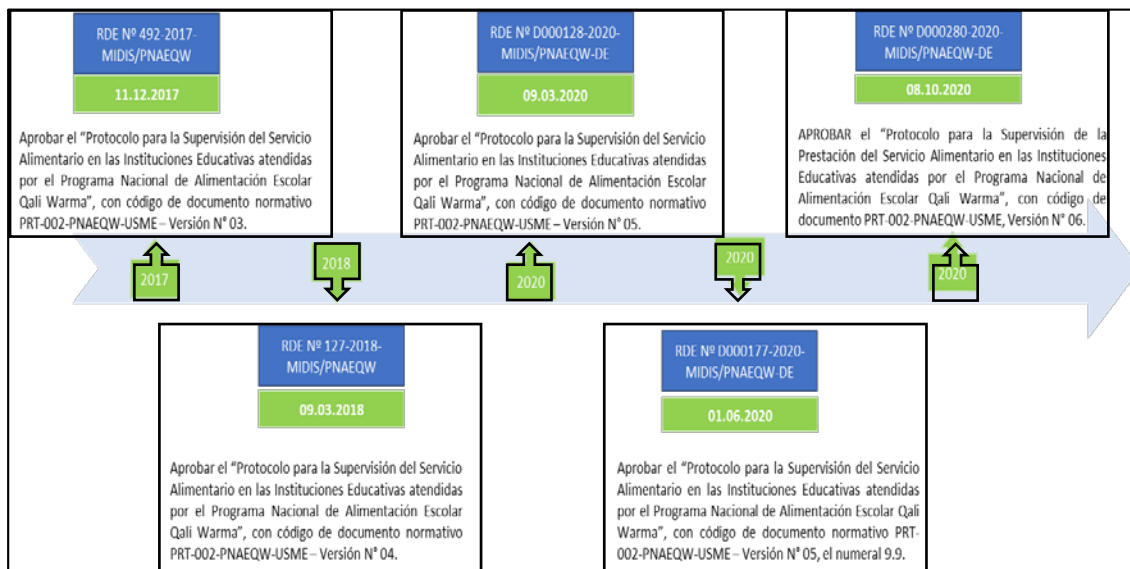 RDE Nº 492-2017-
MIDIS/PNAEQW
11.12.2017
Aprobar el “Protocolo para la Supervisión del Servicio
Alimentario en las Instituciones Educativas atendidas
por el Programa Nacional de Alimentación Escolar
Qali Warma”, con código de documento normativo
PRT-002-PNAEQW-USME – Versión N° 03.
RDE Nº D000128-2020-
MIDIS/PNAEQW-DE
09.03.2020
Aprobar el “Protocolo para la Supervisión del Servicio
Alimentario en las Instituciones Educativas atendidas
por el Programa Nacional de Alimentación Escolar
Qali Warma”, con código de documento normativo
PRT-002-PNAEQW-USME – Versión N° 05.
RDE Nº D000280-2020-
MIDIS/PNAEQW-DE
08.10.2020
APROBAR el “Protocolo para la Supervisión de la
Prestación del Servicio Alimentario en las Instituciones
Educativas atendidas por el Programa Nacional de
Alimentación Escolar Qali Warma”, con código de
documento PRT-002-PNAEQW-USME, Versión N° 06.
2017
2018
2020
2020
2020
RDE Nº 127-2018-
MIDIS/PNAEQW
09.03.2018
Aprobar el “Protocolo para la Supervisión del Servicio
Alimentario en las Instituciones Educativas atendidas
por el Programa Nacional de Alimentación Escolar
Qali Warma”, con código de documento normativo
PRT-002-PNAEQW-USME – Versión N° 04.
RDE Nº D000177-2020-
MIDIS/PNAEQW-DE
01.06.2020
Aprobar el “Protocolo para la Supervisión del Servicio
Alimentario en las Instituciones Educativas atendidas
por el Programa Nacional de Alimentación Escolar Qali
Warma”, con código de documento normativo PRT-
002-PNAEQW-USME – Versión N° 05, el numeral 9.9.